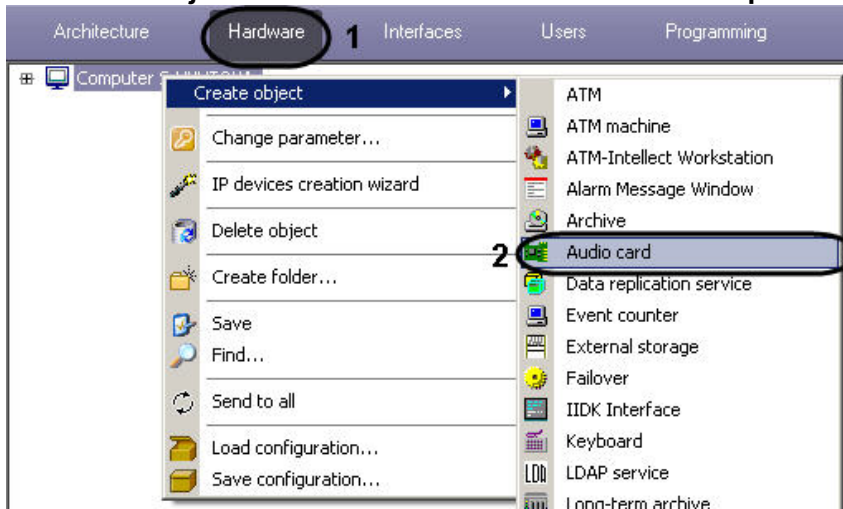 Architecture Hardware 1 Interfaces Users Programming
Computer
Create object
Change parameter...
IP devices creation wizard
Delete object
Create folder...
Save
Find...
Send to all
Load configuration...
Save configuration...
ATM
ATM machine
ATM-Intellect Workstation
Alarm Message Window
Archive
2 Audio card
Data replication service
Event counter
External storage
Failover
IIDK Interface
Keyboard
LDAP service
Long-term archive